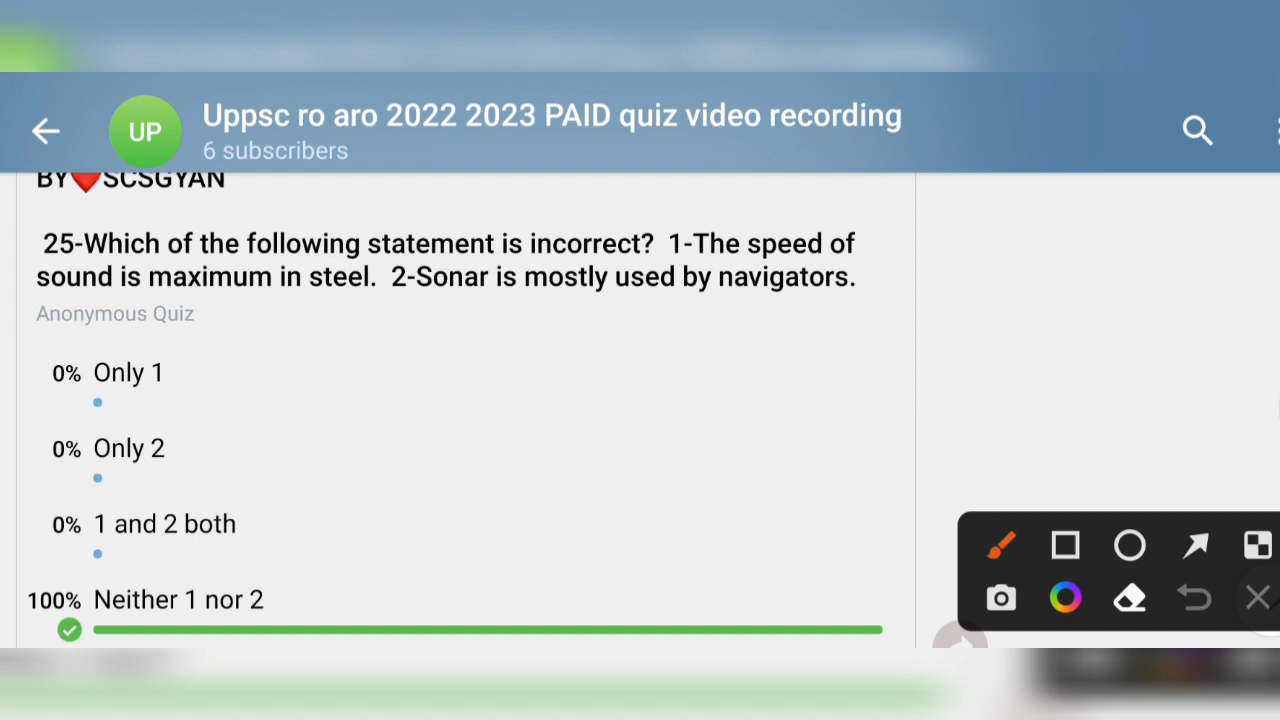 UP
Uppsc ro aro 2022 2023 PAID quiz video recording
6 subscribers
BY❤️SCSGYAN
25-Which of the following statement is incorrect? 1-The speed of
sound is maximum in steel. 2-Sonar is mostly used by navigators.
Anonymous Quiz
0% Only 1
0% Only 2
0% 1 and 2 both
100% Neither 1 nor 2